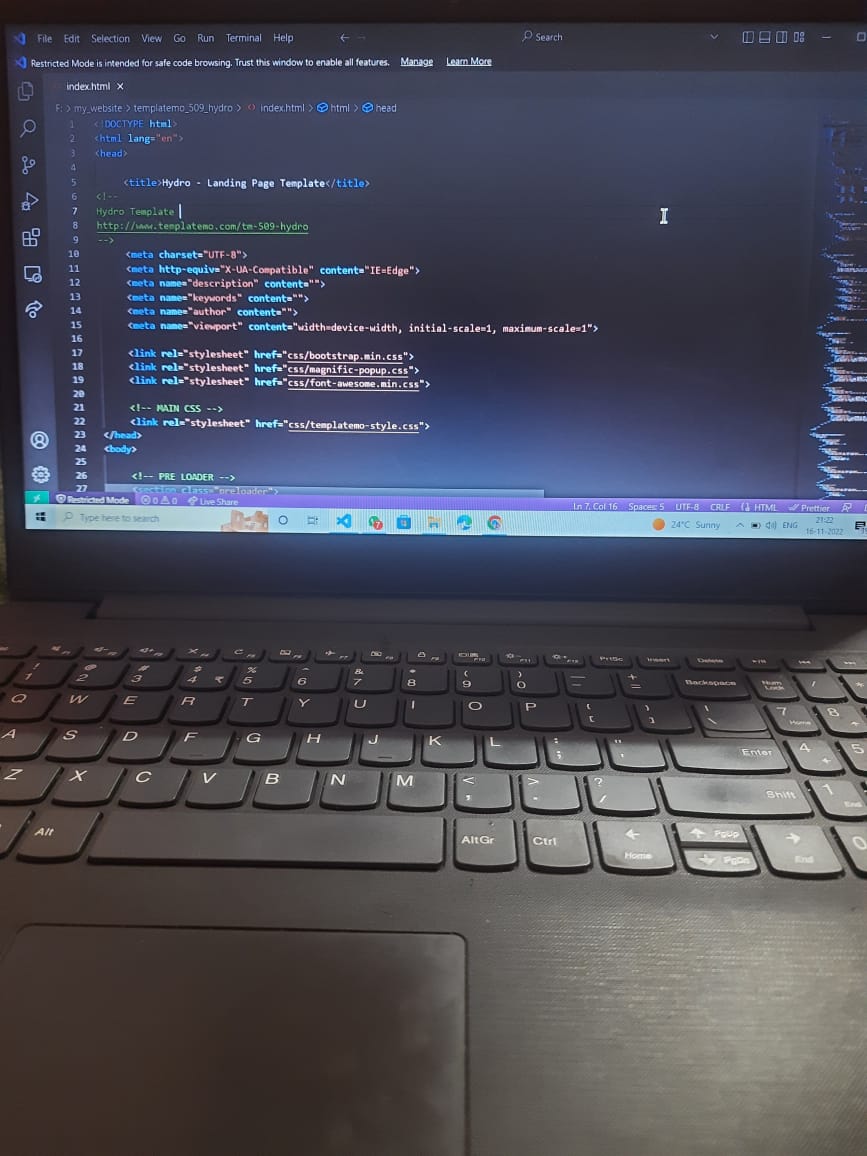 File Edit Selection View Go Run Terminal Help ← → Search
Restricted Mode is intended for safe code browsing. Trust this window to enable all features. Manage Learn More
index.html ×
F: > my_website > templatemo_509_hydro > <> index.html > html > head
1 <!DOCTYPE html>
2 <html lang="en">
3 <head>
4
5 <title>Hydro - Landing Page Template</title>
6 <!--
7 Hydro Template
8 http://www.templatemo.com/tm-509-hydro
9 -->
10 <meta charset="UTF-8">
11 <meta http-equiv="X-UA-Compatible" content="IE=Edge">
12 <meta name="description" content="">
13 <meta name="keywords" content="">
14 <meta name="author" content="">
15 <meta name="viewport" content="width=device-width, initial-scale=1, maximum-scale=1">
16
17 <link rel="stylesheet" href="css/bootstrap.min.css">
18 <link rel="stylesheet" href="css/magnific-popup.css">
19 <link rel="stylesheet" href="css/font-awesome.min.css">
20
21 <!-- MAIN CSS -->
22 <link rel="stylesheet" href="css/templatemo-style.css">
23 </head>
24 <body>
25
26 <!-- PRE LOADER -->
27 <section class="preloader">
Restricted Mode 0 0 Live Share Ln 7, Col 16 Spaces: 5 UTF-8 CRLF HTML Prettier
Type here to search 24°C Sunny ENG 21:22
16-11-2022
F4 F5 F6 F7 F8 F9 F10 F11 F12 PrtSc Insert Delete
! 1 @ 2 # 3 $ 4 ₹ % 5 ^ 6 & 7 * 8 ( 9 ) 0 — - + = Backspace Num Lock / *
Q W E R T Y U I O P { [ } ] | \ 7 Home 8
A S D F G H J K L : ; " ' Enter 4 5
Z X C V B N M < , > . ? / Shift 1 End
Alt AltGr Ctrl ← Home ↑ PgUp ↓ PgDn → End 0